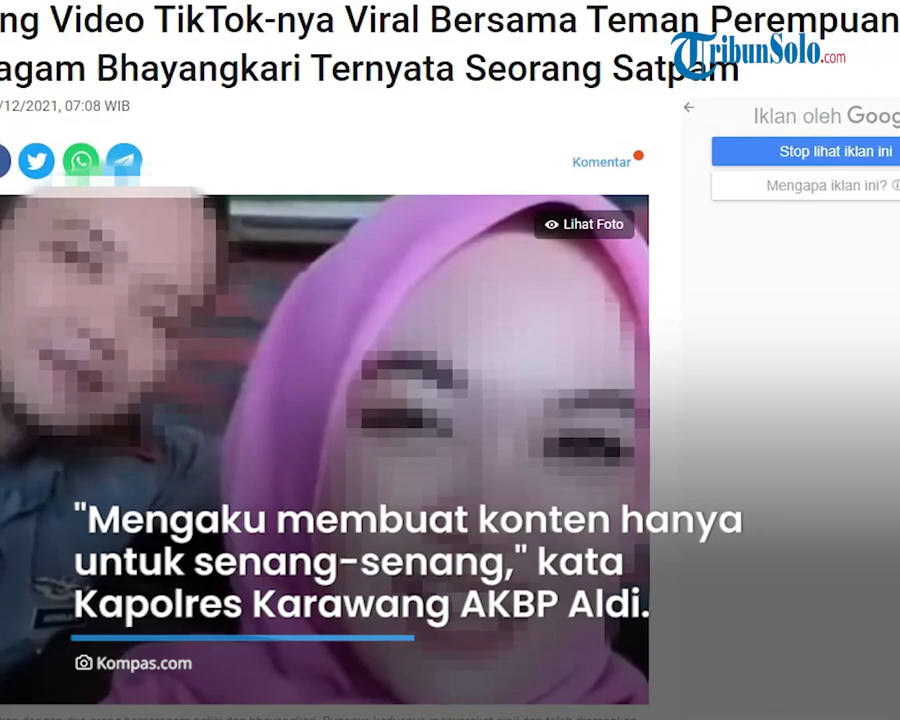 ng Video TikTok-nya Viral Bersama Teman Perempuan
agam Bhayangkari Ternyata Seorang Satpam
TribunSolo.com
/12/2021, 07:08 WIB
Iklan oleh Goog
Komentar
Stop lihat iklan ini
Mengapa iklan ini?
Lihat Foto
"Mengaku membuat konten hanya
untuk senang-senang," kata
Kapolres Karawang AKBP Aldi.
Kompas.com